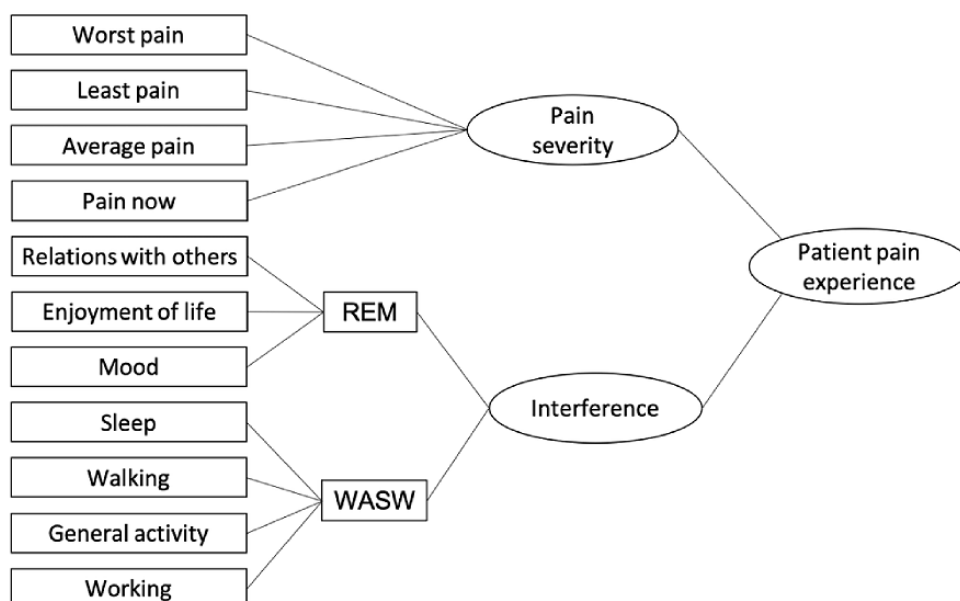 Worst pain
Least pain
Average pain
Pain now
Relations with others
Enjoyment of life
Mood
Sleep
Walking
General activity
Working
REM
WASW
Pain
severity
Interference
Patient pain
experience